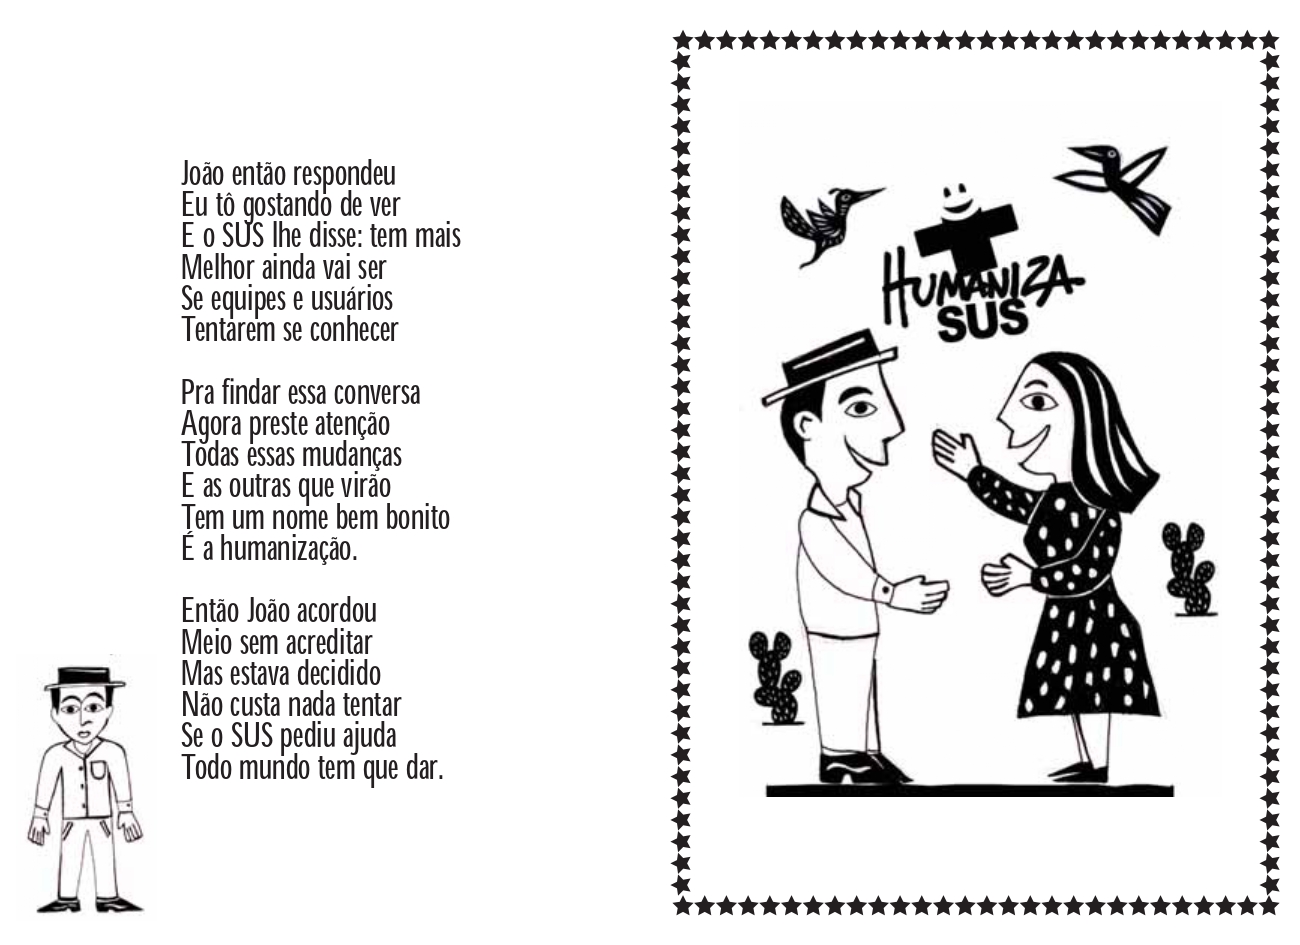 João então respondeu
Eu tô gostando de ver
E o SUS lhe disse: tem mais
Melhor ainda vai ser
Se equipes e usuários
Tentarem se conhecer
Pra findar essa conversa
Agora preste atenção
Todas essas mudanças
E as outras que virão
Tem um nome bem bonito
É a humanização.
Então João acordou
Meio sem acreditar
Mas estava decidido
Não custa nada tentar
Se o SUS pediu ajuda
Todo mundo tem que dar.
HUMANIZA
SUS